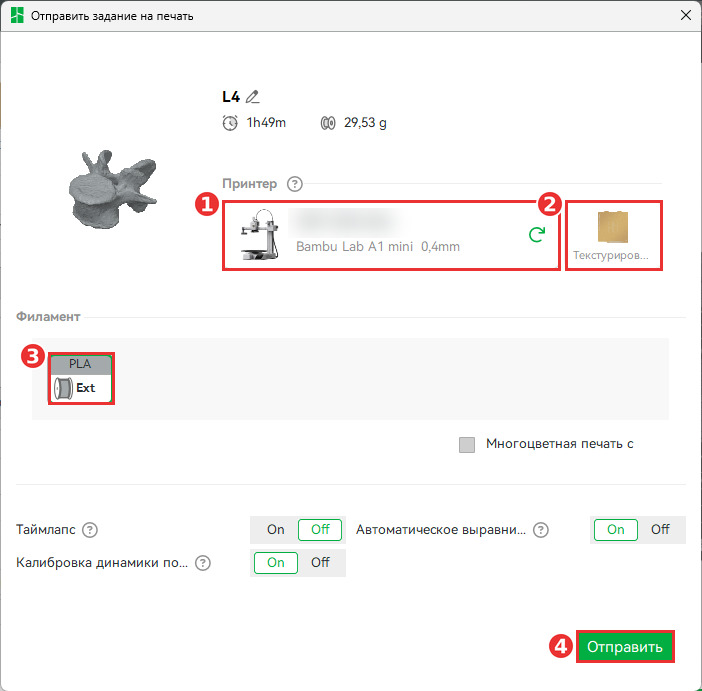 Отправить задание на печать
L4
1h49m 29,53 g
Принтер ?
1 2
Bambu Lab A1 mini 0,4mm
Текстуриров...
Филамент
3
PLA
Ext
Многоцветная печать с
Таймлапс ? On Off Автоматическое выравни... ? On Off
Калибровка динамики по... ? On Off
4 Отправить